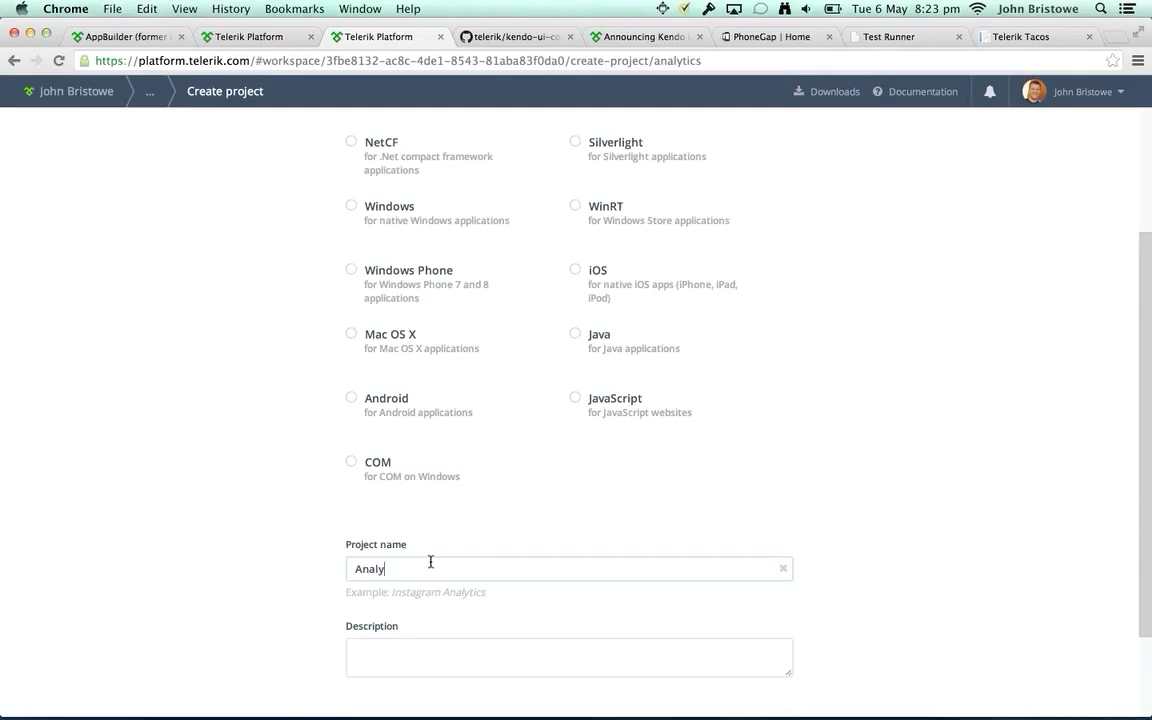 Chrome File Edit View History Bookmarks Window Help Tue 6 May 8:23 pm John Bristowe
AppBuilder (former Telerik Platform Telerik Platform telerik/kendo-ui-co Announcing Kendo PhoneGap | Home Test Runner Telerik Tacos
https://platform.telerik.com/#workspace/3fbe8132-ac8c-4de1-8543-81aba83f0da0/create-project/analytics
John Bristowe ... Create project Downloads Documentation John Bristowe
NetCF Silverlight
for .Net compact framework for Silverlight applications
applications
Windows WinRT
for native Windows applications for Windows Store applications
Windows Phone iOS
for Windows Phone 7 and 8 for native iOS apps (iPhone, iPad,
applications iPod)
Mac OS X Java
for Mac OS X applications for Java applications
Android JavaScript
for Android applications for JavaScript websites
COM
for COM on Windows
Project name
Analy
Example: Instagram Analytics
Description